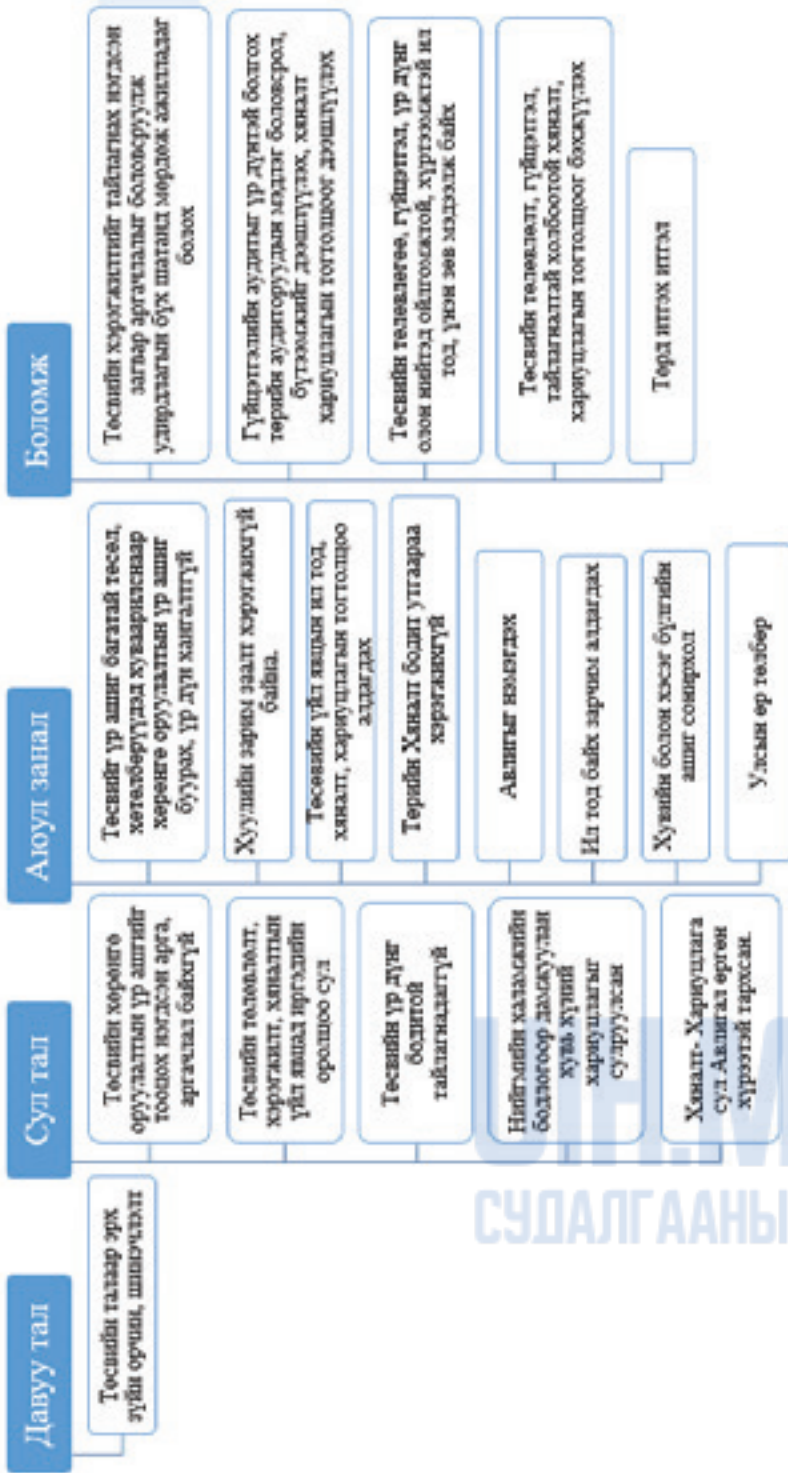 Давуу тал
Төсвийн талаар эрх
зүйн орчин, шинэчлэлт
Сул тал
Төсвийн хөрөнгө
оруулалтын үр ашгийг
тооцох нэгдсэн арга,
аргачлал байхгүй
Төсвийн төлөвлөлт,
хэрэгжилт, хяналтын
үйл явцад иргэдийн
оролцоо сул
Төсвийн үр дүнг
бодитой
тайлагнадаггүй
Нийгмийн халамжийн
бодлогоор дамжуулан
хувь хүний
хариуцлагыг
сулруулсан
Хяналт- Хариуцлага
сул Авлигал өргөн
хүрээтэй тархсан.
Аюул занал
Төсвийг үр ашиг багатай төсөл,
хөтөлбөрүүдэд хуваарилснаар
хөрөнгө оруулалтын үр ашиг
буурах, үр дүн хангалтгүй
Хуулийн зарим заалт хэрэгжихгүй
байна.
Төсөвийн үйл явцын ил тод,
хяналт, хариуцлагын тогтолцоо
алдагдах
Төрийн Хяналт бодит утгаараа
хэрэгжихгүй
Авлигыг нэмэгдэх
Ил тод байх зарчим алдагдах
Хувийн болон хэсэг бүлгийн
ашиг сонирхол
Улсын өр төлбөр
Боломж
Төсвийн хэрэгжилтийг тайлагнах нэгдсэн
загвар аргачлалыг боловсруулж
удирдлагын бүх шатанд мөрдөж ажилладаг
болох
Гүйцэтгэлийн аудитыг үр дүнтэй болгох
төрийн аудиторуудын мэдлэг боловсрол,
бүтээмжийг дээшлүүлэх, хяналт
хариуцлагын тогтолцоог дээшлүүлэх
Төсвийн төлөвлөгөө, гүйцэтгэл, үр дүнг
олон нийтэд ойлгомжтой, хүртээмжтэй ил
тод, үнэн зөв мэдээлж байх
Төсвийн төлөвлөлт, гүйцэтгэл,
тайлагналтай холбоотой хяналт,
хариуцлагын тогтолцоог бэхжүүлэх
Төрд итгэх итгэл
UIH.M
СУДАЛГААНЫ